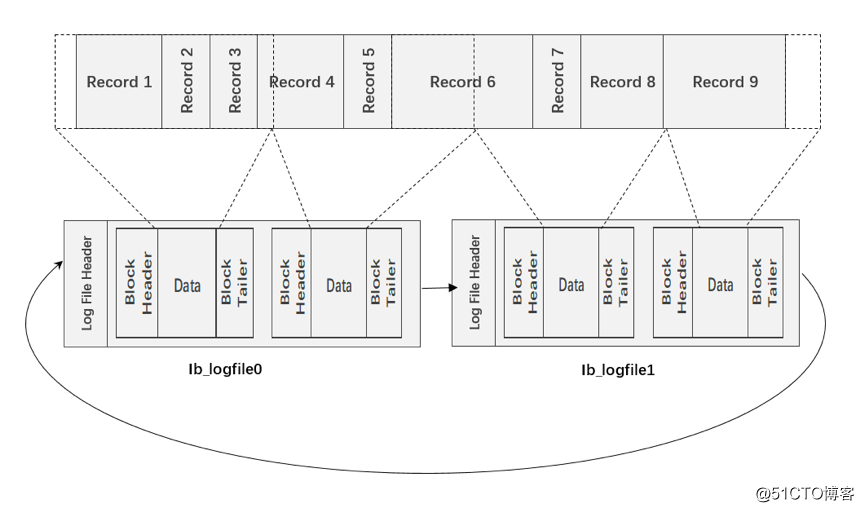 Record 1
Record 2
Record 3
Record 4
Record 5
Record 6
Record 7
Record 8
Record 9
Log File Header
Block Header
Data
Block Tailer
Block Header
Data
Block Tailer
Log File Header
Block Header
Data
Block Tailer
Block Header
Data
Block Tailer
Ib_logfile0
Ib_logfile1
@51CTO博客